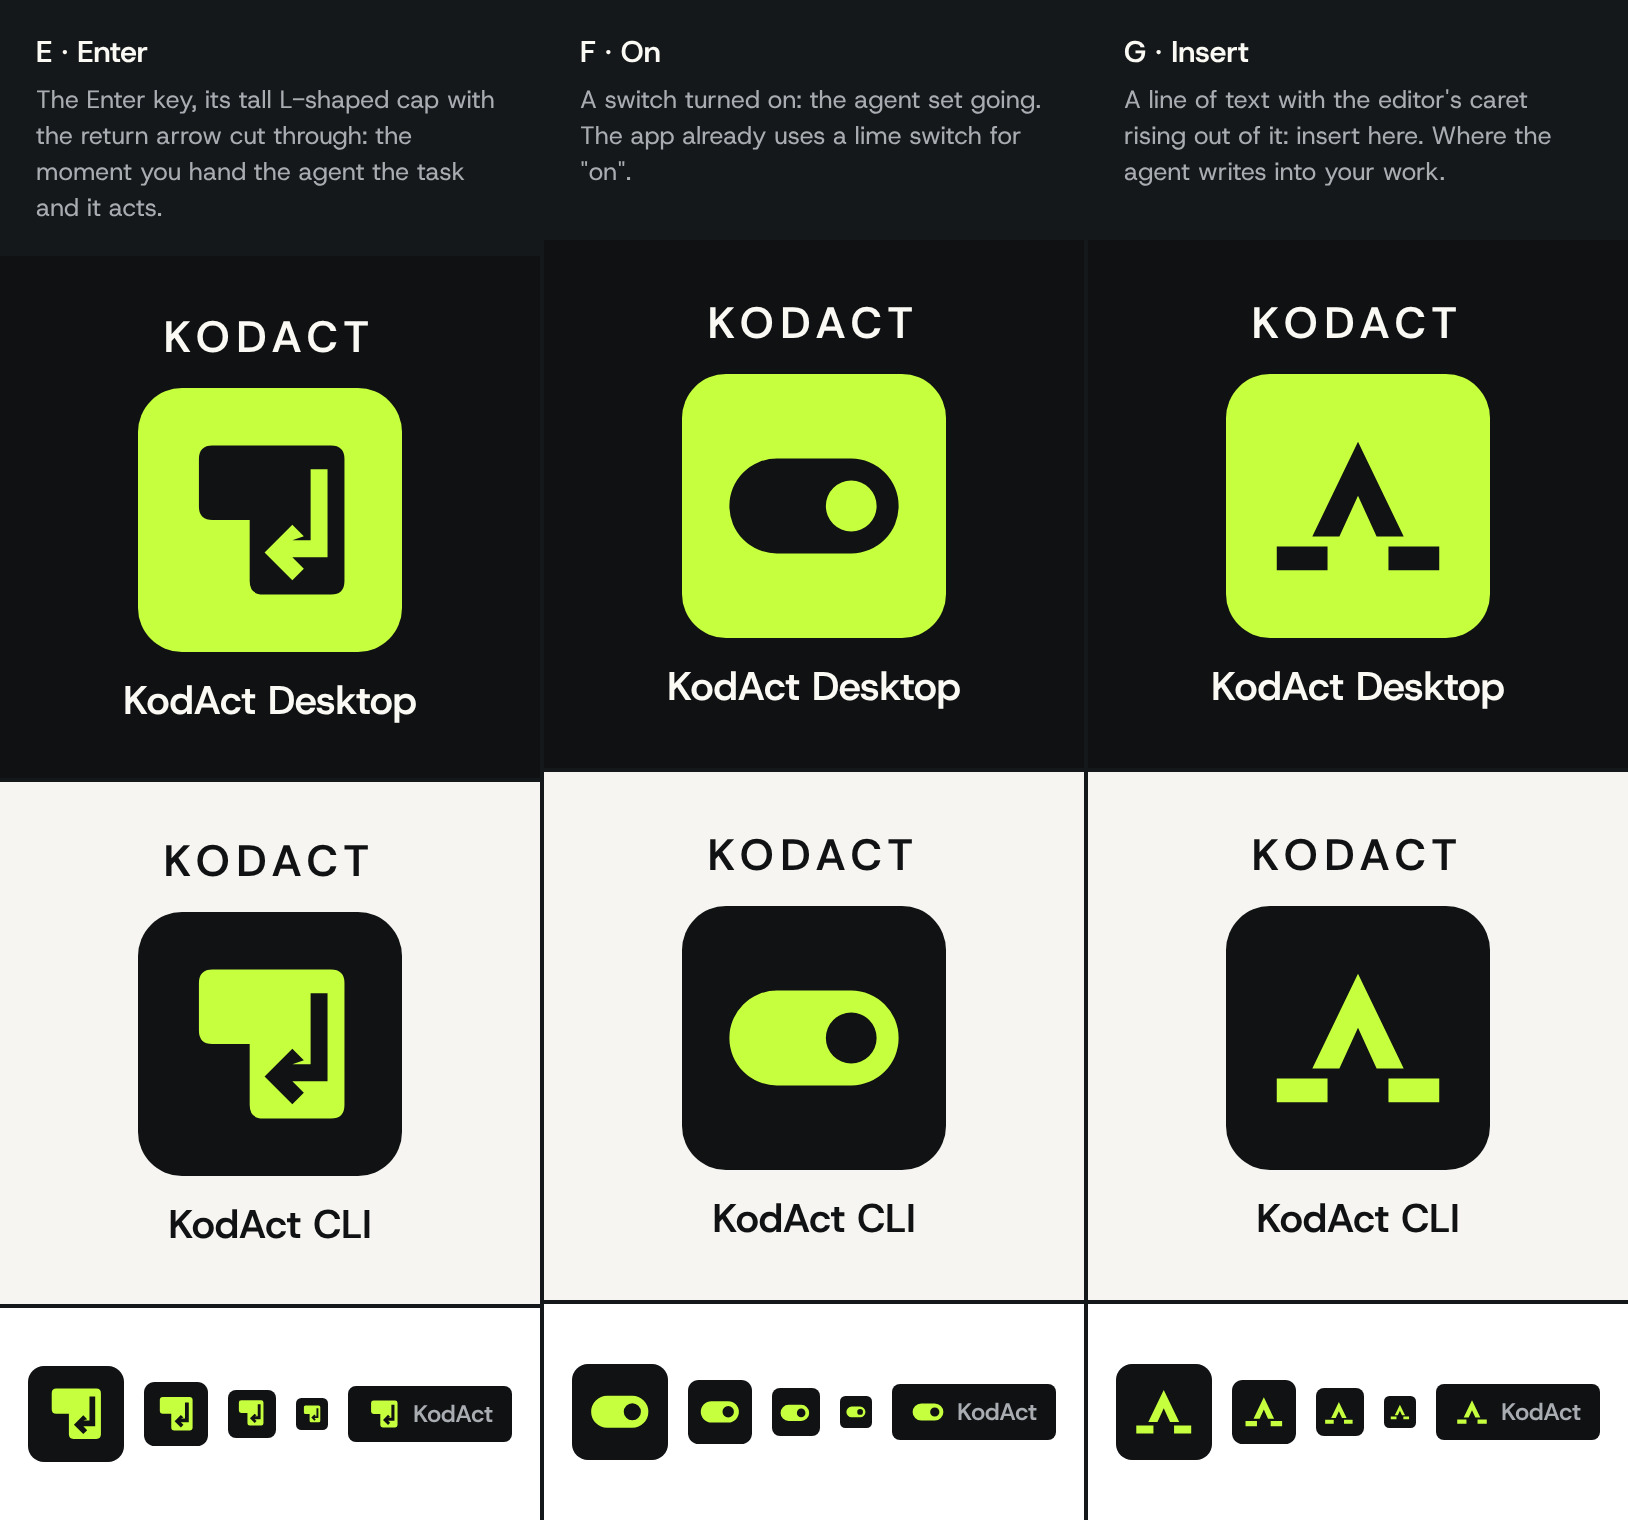 E · Enter
The Enter key, its tall L-shaped cap with
the return arrow cut through: the
moment you hand the agent the task
and it acts.
KODACT
KodAct Desktop
KODACT
KodAct CLI
KodAct
F · On
A switch turned on: the agent set going.
The app already uses a lime switch for
"on".
KODACT
KodAct Desktop
KODACT
KodAct CLI
KodAct
G · Insert
A line of text with the editor's caret
rising out of it: insert here. Where the
agent writes into your work.
KODACT
KodAct Desktop
KODACT
KodAct CLI
KodAct